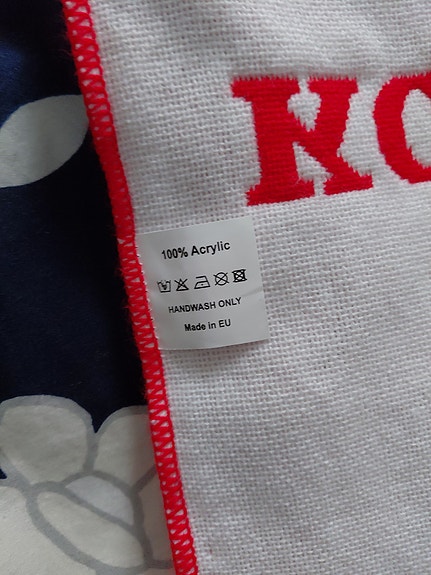 K
100% Acrylic
HANDWASH ONLY
Made in EU